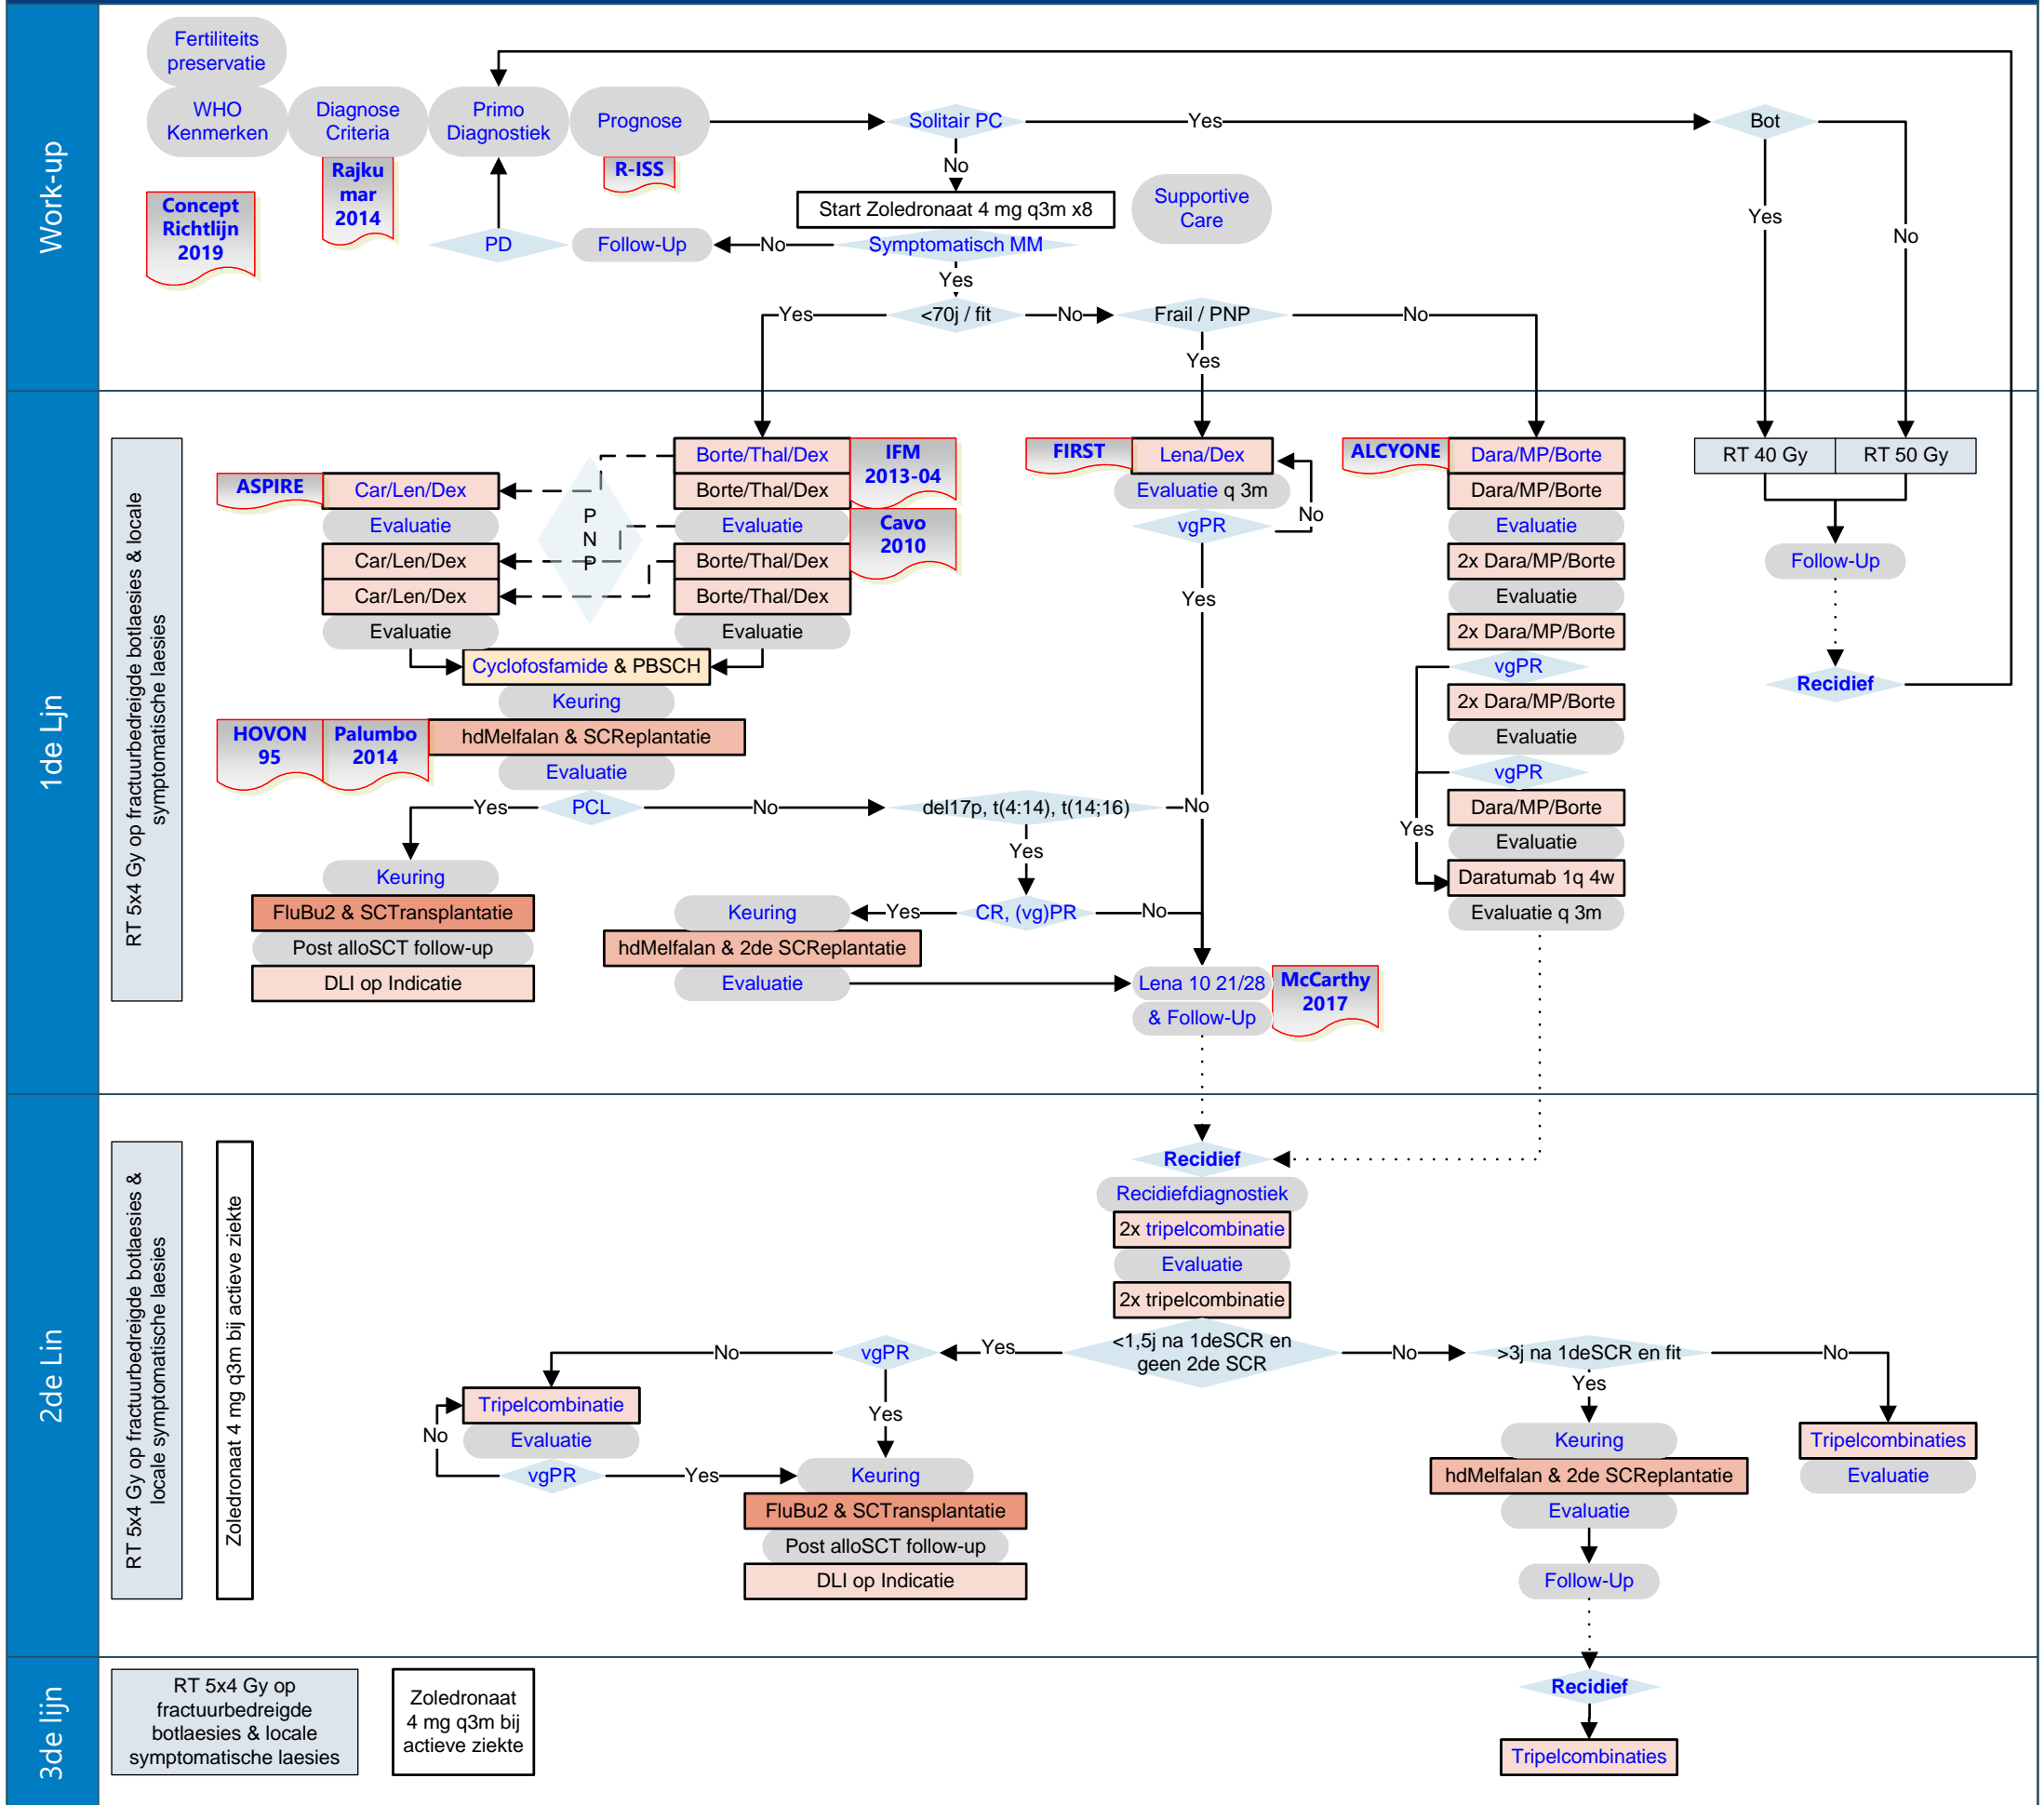 Work-up
Fertiliteits
preservatie
WHO
Kenmerken
Diagnose
Criteria
Primo
Diagnostiek
Prognose
Solitair PC
Yes
Bot
Concept
Richtlijn
2019
Rajku
mar
2014
R-ISS
No
Start Zoledronaat 4 mg q3m x8
Supportive
Care
Yes
No
PD
Follow-Up
No
Symptomatisch MM
Yes
Yes
<70j / fit
No
Frail / PNP
No
Yes
1de Ljn
RT 5x4 Gy op fractuurbedreigde botlaesies & locale
symptomatische laesies
ASPIRE
Car/Len/Dex
Evaluatie
Car/Len/Dex
Car/Len/Dex
Evaluatie
P
N
P
Borte/Thal/Dex
Borte/Thal/Dex
Evaluatie
Borte/Thal/Dex
Borte/Thal/Dex
Evaluatie
IFM
2013-04
Cavo
2010
Cyclofosfamide & PBSCH
Keuring
HOVON
95
Palumbo
2014
hdMelfalan & SCReplantatie
Evaluatie
Yes
PCL
No
del17p, t(4:14), t(14;16)
No
Yes
Keuring
FluBu2 & SCTransplantatie
Post alloSCT follow-up
DLI op Indicatie
Keuring
Yes
CR, (vg)PR
No
hdMelfalan & 2de SCReplantatie
Evaluatie
FIRST
Lena/Dex
Evaluatie q 3m
vgPR
No
Yes
Lena 10 21/28
& Follow-Up
McCarthy
2017
ALCYONE
Dara/MP/Borte
Dara/MP/Borte
Evaluatie
2x Dara/MP/Borte
Evaluatie
2x Dara/MP/Borte
vgPR
2x Dara/MP/Borte
Evaluatie
vgPR
Dara/MP/Borte
Yes
Evaluatie
Daratumab 1q 4w
Evaluatie q 3m
RT 40 Gy
RT 50 Gy
Follow-Up
Recidief
2de Lin
RT 5x4 Gy op fractuurbedreigde botlaesies &
locale symptomatische laesies
Zoledronaat 4 mg q3m bij actieve ziekte
Recidief
Recidiefdiagnostiek
2x tripelcombinatie
Evaluatie
2x tripelcombinatie
<1,5j na 1deSCR en
geen 2de SCR
Yes
vgPR
No
No
>3j na 1deSCR en fit
No
Yes
Tripelcombinatie
Evaluatie
vgPR
No
Yes
Yes
Keuring
FluBu2 & SCTransplantatie
Post alloSCT follow-up
DLI op Indicatie
Keuring
hdMelfalan & 2de SCReplantatie
Evaluatie
Follow-Up
Tripelcombinaties
Evaluatie
3de lijn
RT 5x4 Gy op
fractuurbedreigde
botlaesies & locale
symptomatische laesies
Zoledronaat
4 mg q3m bij
actieve ziekte
Recidief
Tripelcombinaties